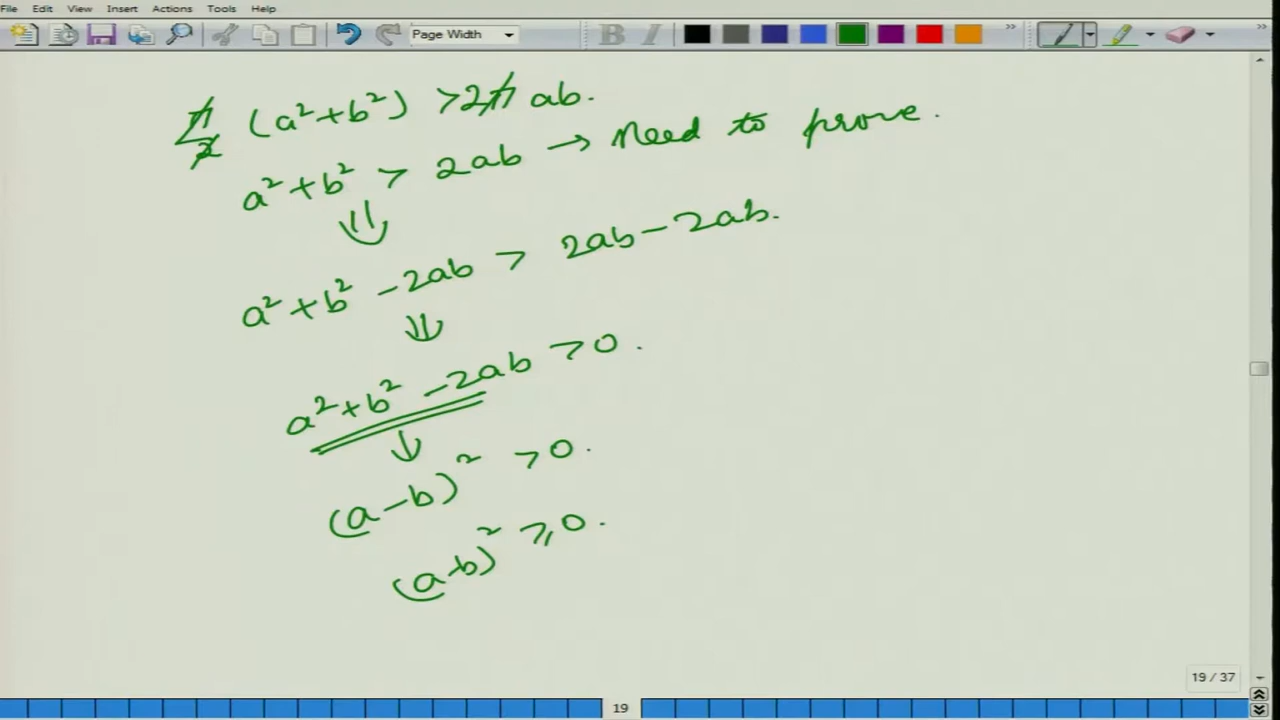 File Edit View Insert Actions Tools Help
Page Width
(a²+b²) > 2 ab.
a²+b² > 2ab → Need to prove.
⇓
a²+b² -2ab > 2ab-2ab.
⇓
a²+b² -2ab >0.
↓
(a-b)² >0.
(a-b)² ⩾0.
19 / 37
19